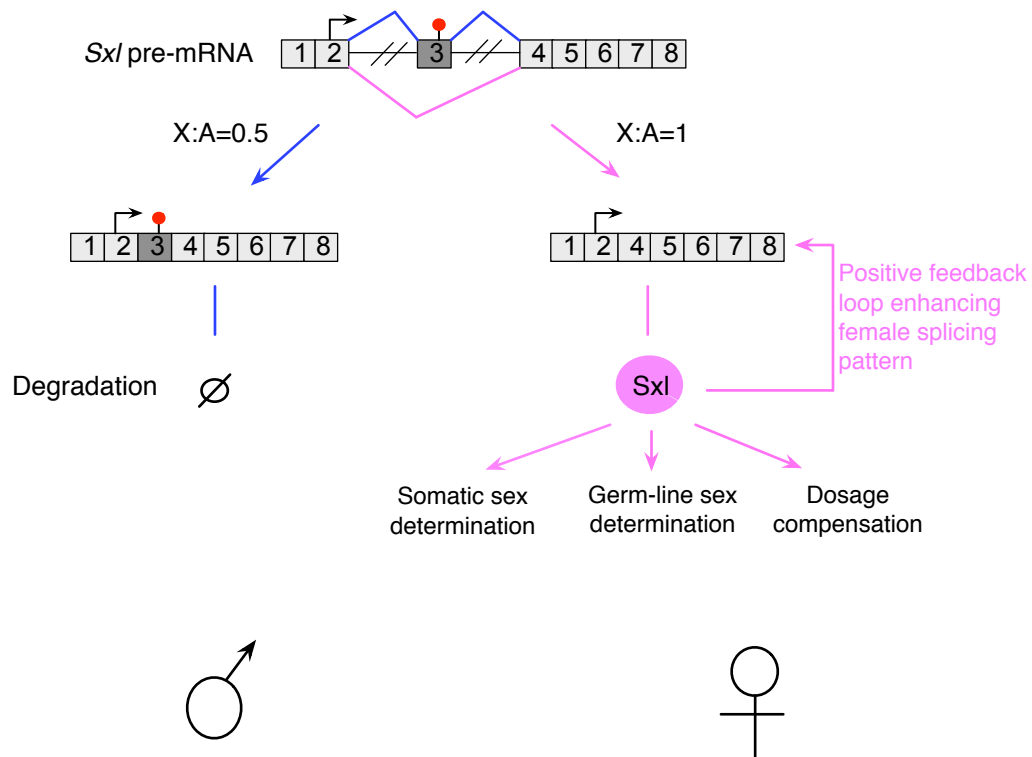 Sxl pre-mRNA
1 2 3 4 5 6 7 8
X:A=0.5
X:A=1
1 2 3 4 5 6 7 8
1 2 4 5 6 7 8
Positive feedback
loop enhancing
female splicing
pattern
Degradation
Sxl
Somatic sex
determination
Germ-line sex
determination
Dosage
compensation